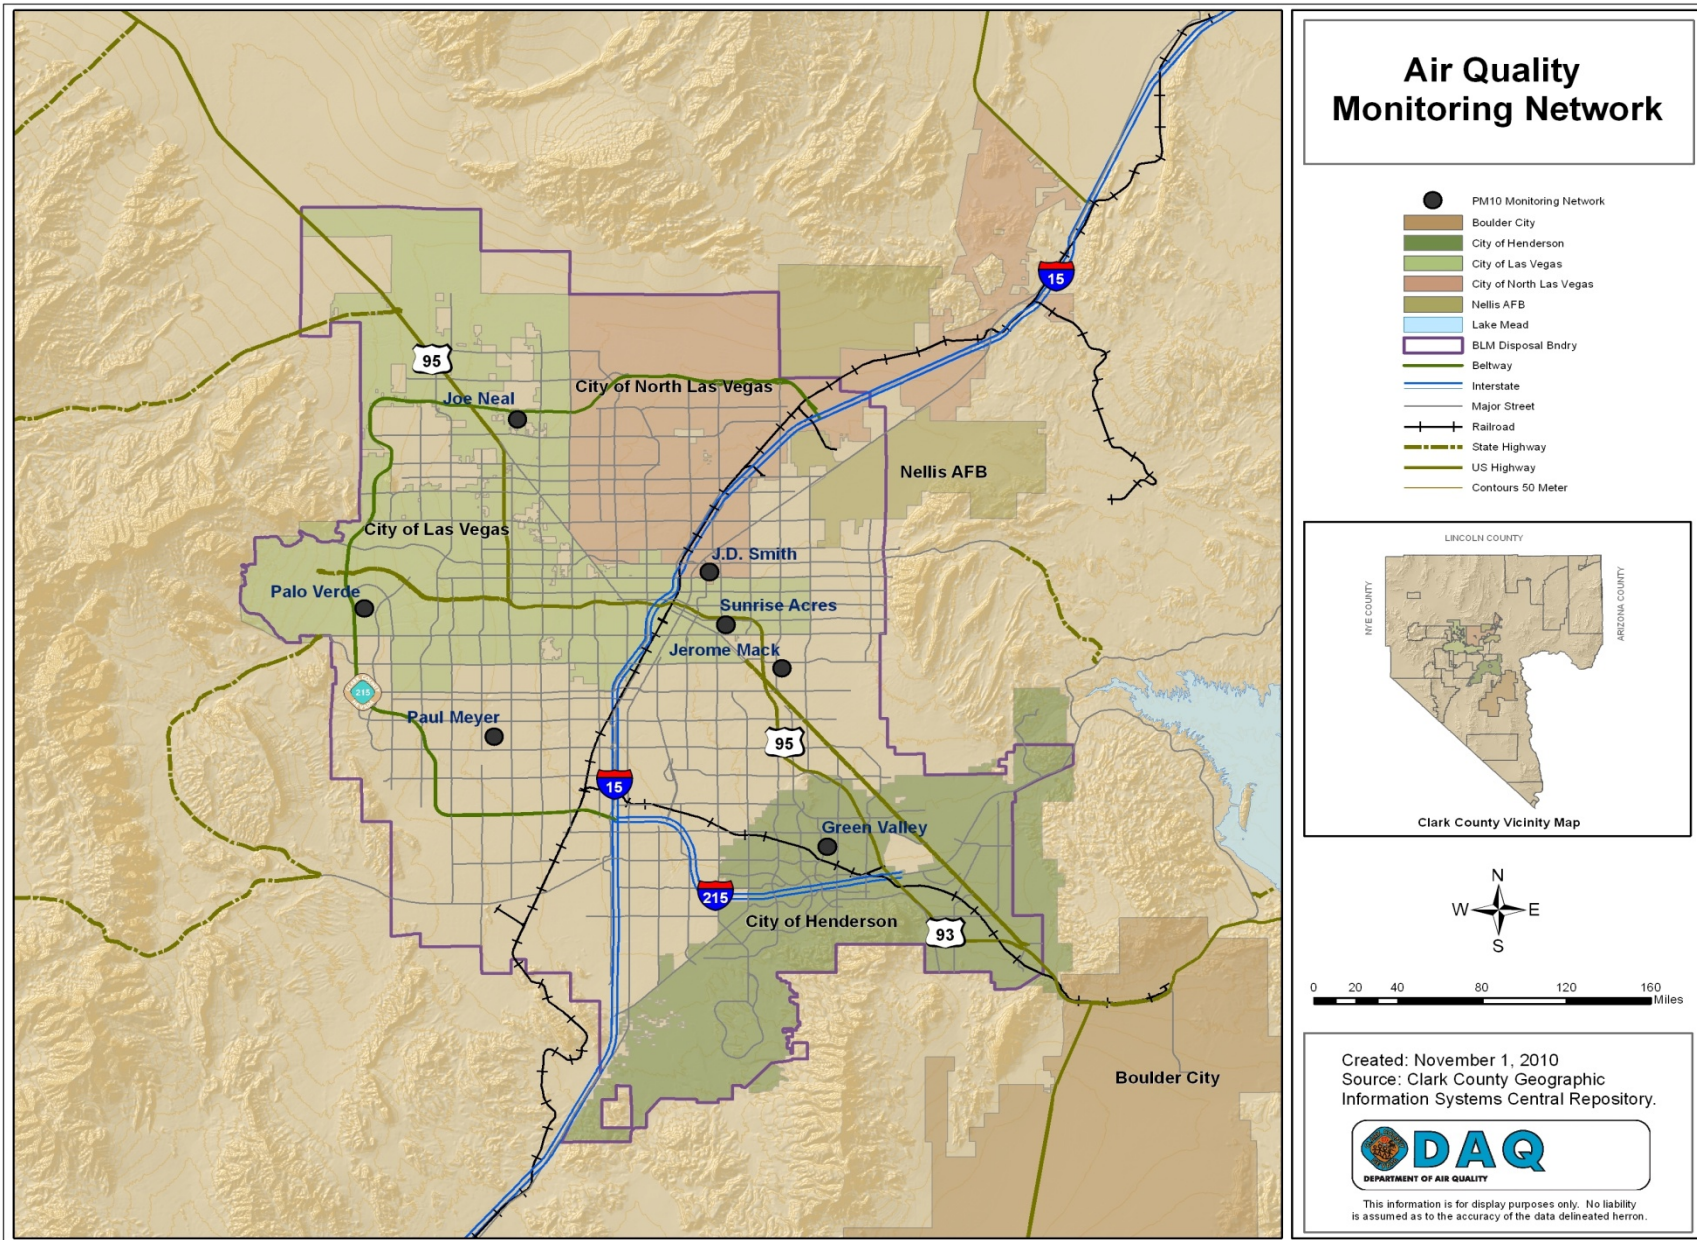 Air Quality
Monitoring Network
PM10 Monitoring Network
Boulder City
City of Henderson
City of Las Vegas
City of North Las Vegas
Nellis AFB
Lake Mead
BLM Disposal Bndry
Beltway
Interstate
Major Street
Railroad
State Highway
US Highway
Contours 50 Meter
15
95
City of North Las Vegas
Joe Neal
Nellis AFB
City of Las Vegas
J.D. Smith
Palo Verde
Sunrise Acres
Jerome Mack
215
Paul Meyer
95
15
Green Valley
215
City of Henderson
93
Boulder City
LINCOLN COUNTY
NYE COUNTY
ARIZONA COUNTY
Clark County Vicinity Map
N
W E
S
0 20 40 80 120 160
Miles
Created: November 1, 2010
Source: Clark County Geographic
Information Systems Central Repository.
DAQ
DEPARTMENT OF AIR QUALITY
This information is for display purposes only. No liability
is assumed as to the accuracy of the data delineated herron.